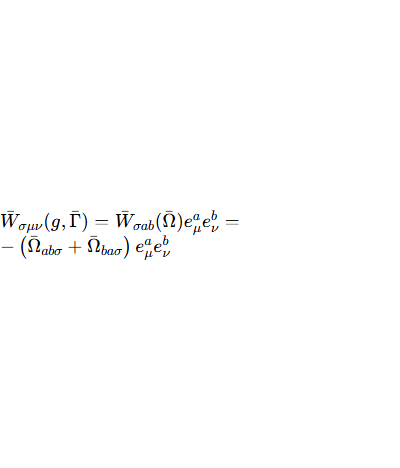 W̄_{σμν}(g, Γ̄) = W̄_{σab}(Ω̄)e^a_μ e^b_ν =
− (Ω̄_{abσ} + Ω̄_{baσ}) e^a_μ e^b_ν